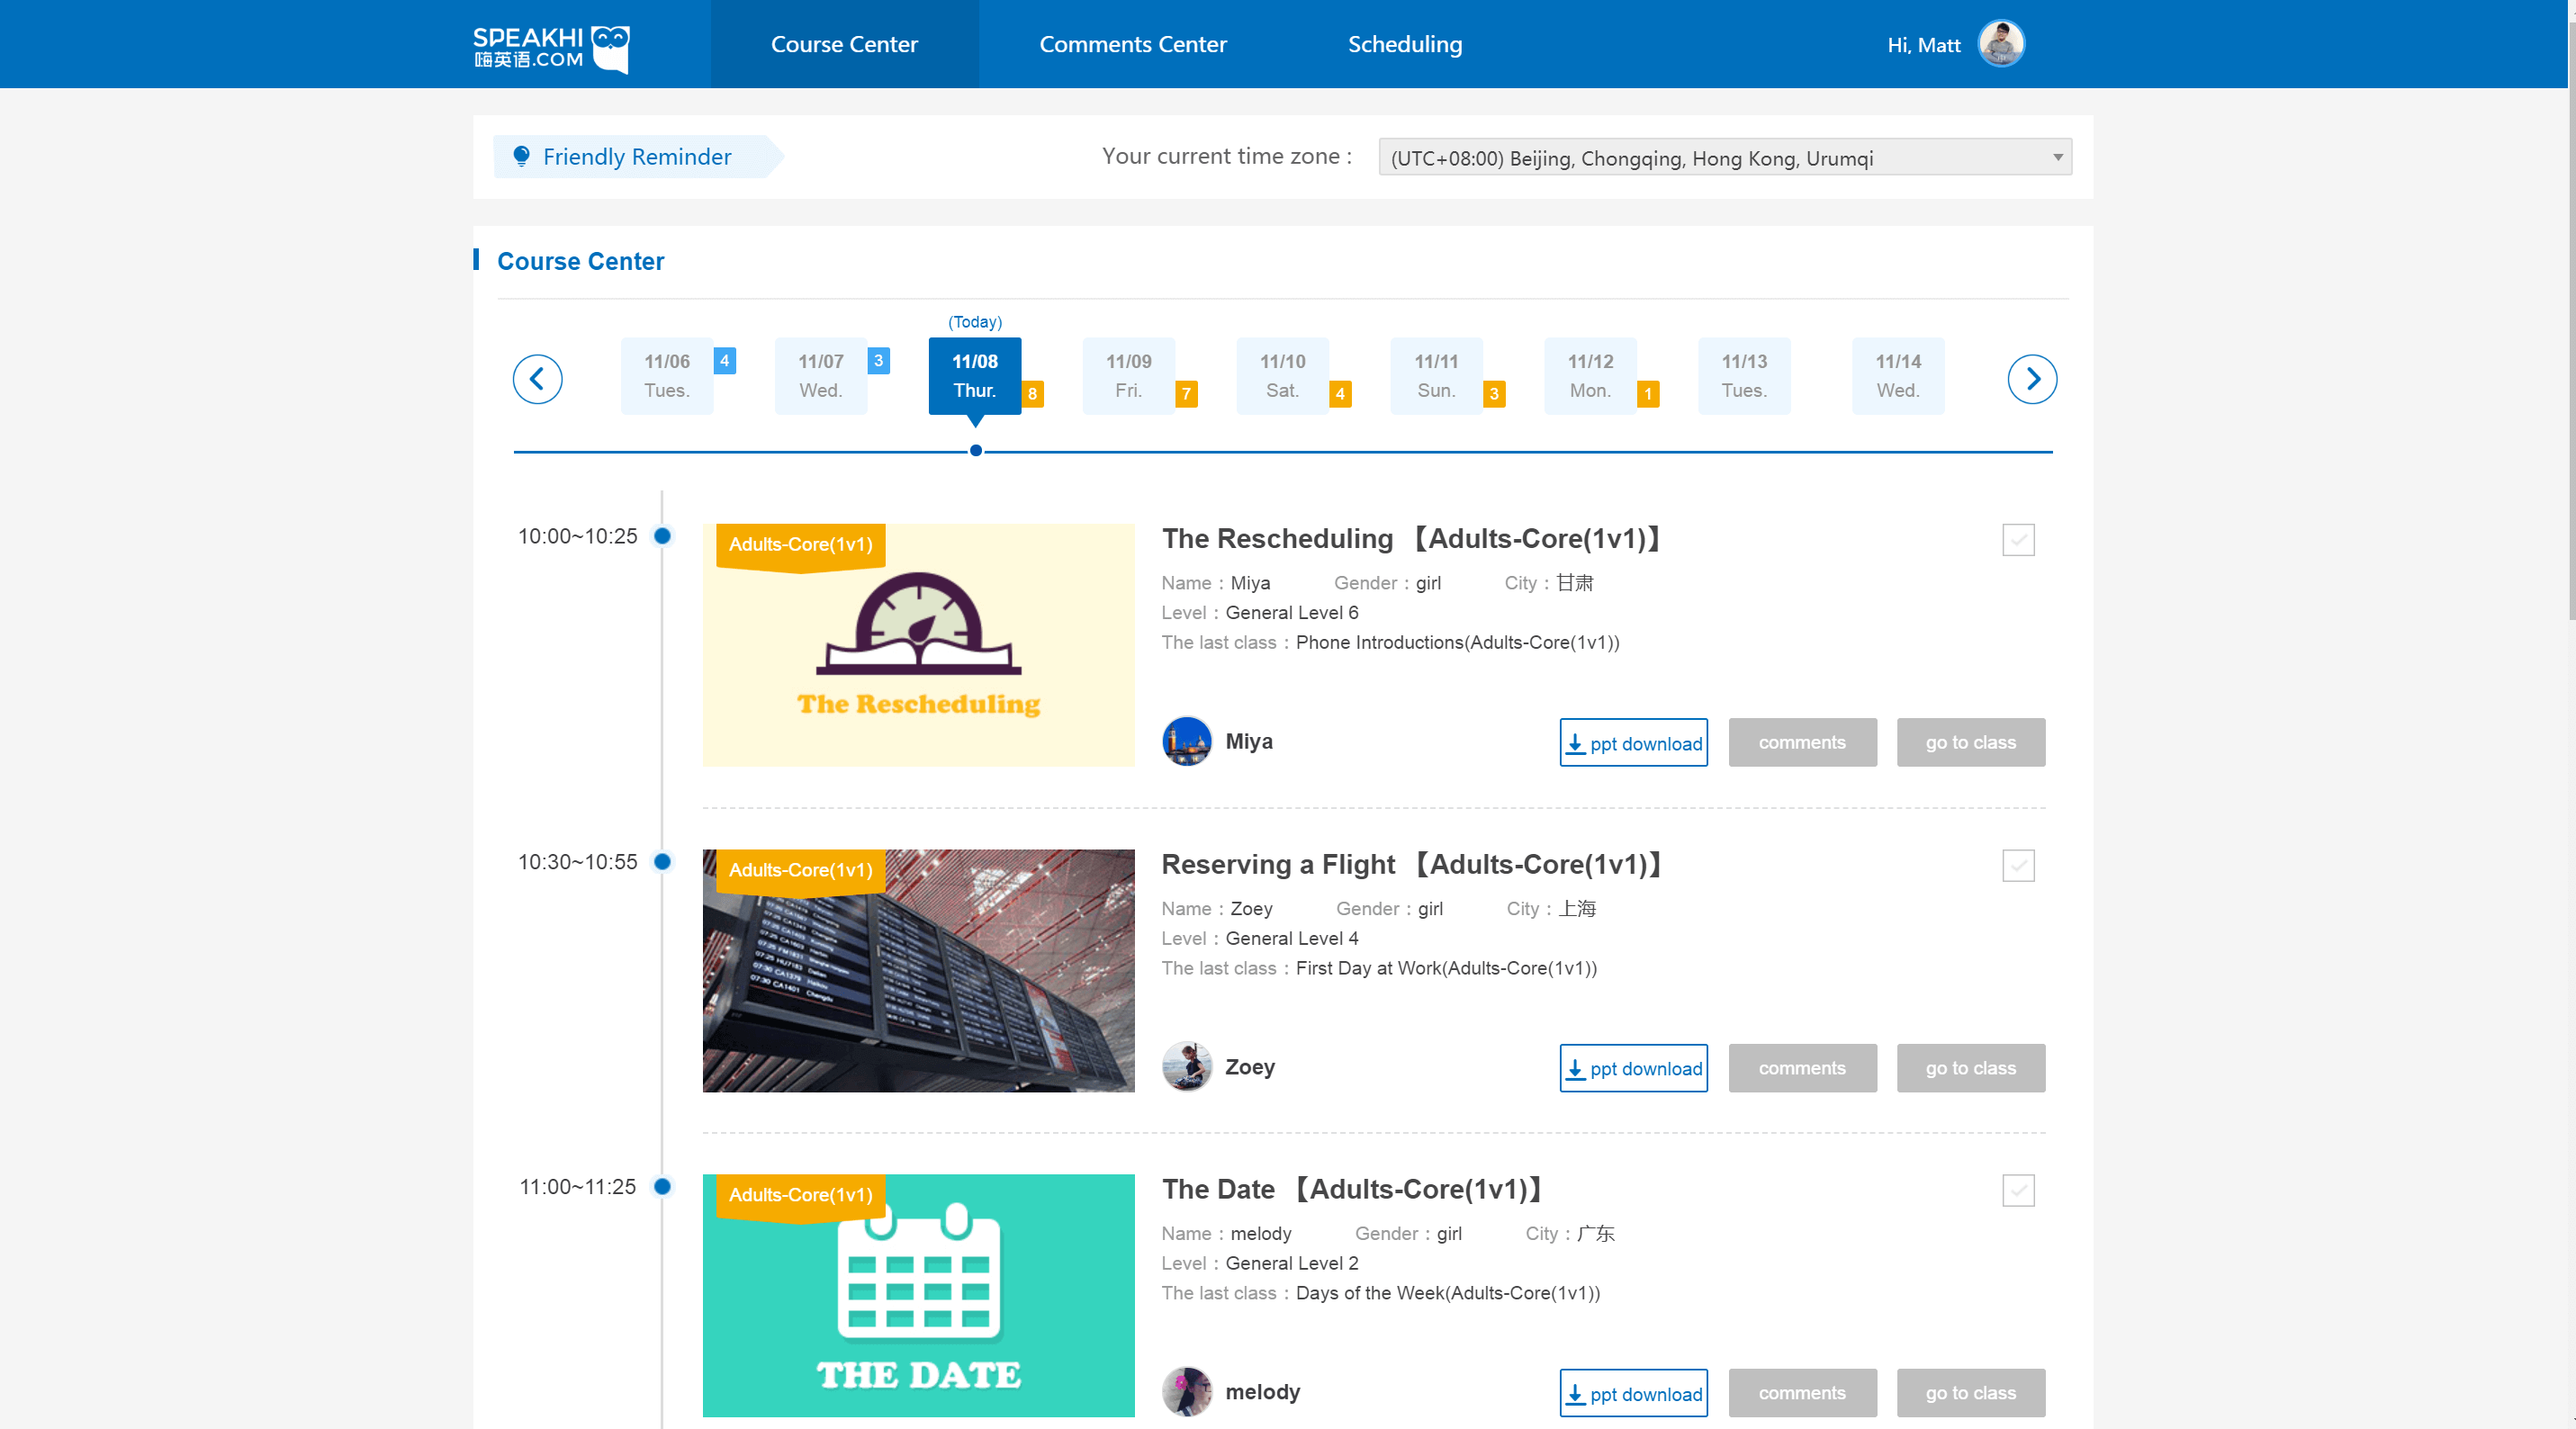 SPEAKHI
嗨英语.COM
Course Center
Comments Center
Scheduling
Hi, Matt
Friendly Reminder
Your current time zone :
(UTC+08:00) Beijing, Chongqing, Hong Kong, Urumqi
Course Center
(Today)
11/06
Tues.
4
11/07
Wed.
3
11/08
Thur.
8
11/09
Fri.
7
11/10
Sat.
4
11/11
Sun.
3
11/12
Mon.
1
11/13
Tues.
11/14
Wed.
10:00~10:25
Adults-Core(1v1)
The Rescheduling
The Rescheduling 【Adults-Core(1v1)】
Name : Miya Gender : girl City : 甘肃
Level : General Level 6
The last class : Phone Introductions(Adults-Core(1v1))
Miya
ppt download
comments
go to class
10:30~10:55
Adults-Core(1v1)
07:30 CA1401 Chengdu
Reserving a Flight 【Adults-Core(1v1)】
Name : Zoey Gender : girl City : 上海
Level : General Level 4
The last class : First Day at Work(Adults-Core(1v1))
Zoey
ppt download
comments
go to class
11:00~11:25
Adults-Core(1v1)
THE DATE
The Date 【Adults-Core(1v1)】
Name : melody Gender : girl City : 广东
Level : General Level 2
The last class : Days of the Week(Adults-Core(1v1))
melody
ppt download
comments
go to class